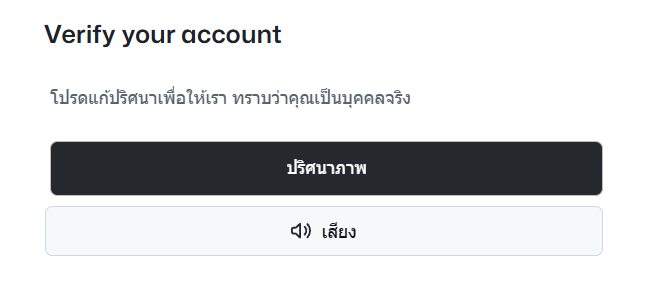 Verify your account
โปรดแก้ปริศนาเพื่อให้เรา ทราบว่าคุณเป็นบุคคลจริง
ปริศนาภาพ
เสียง